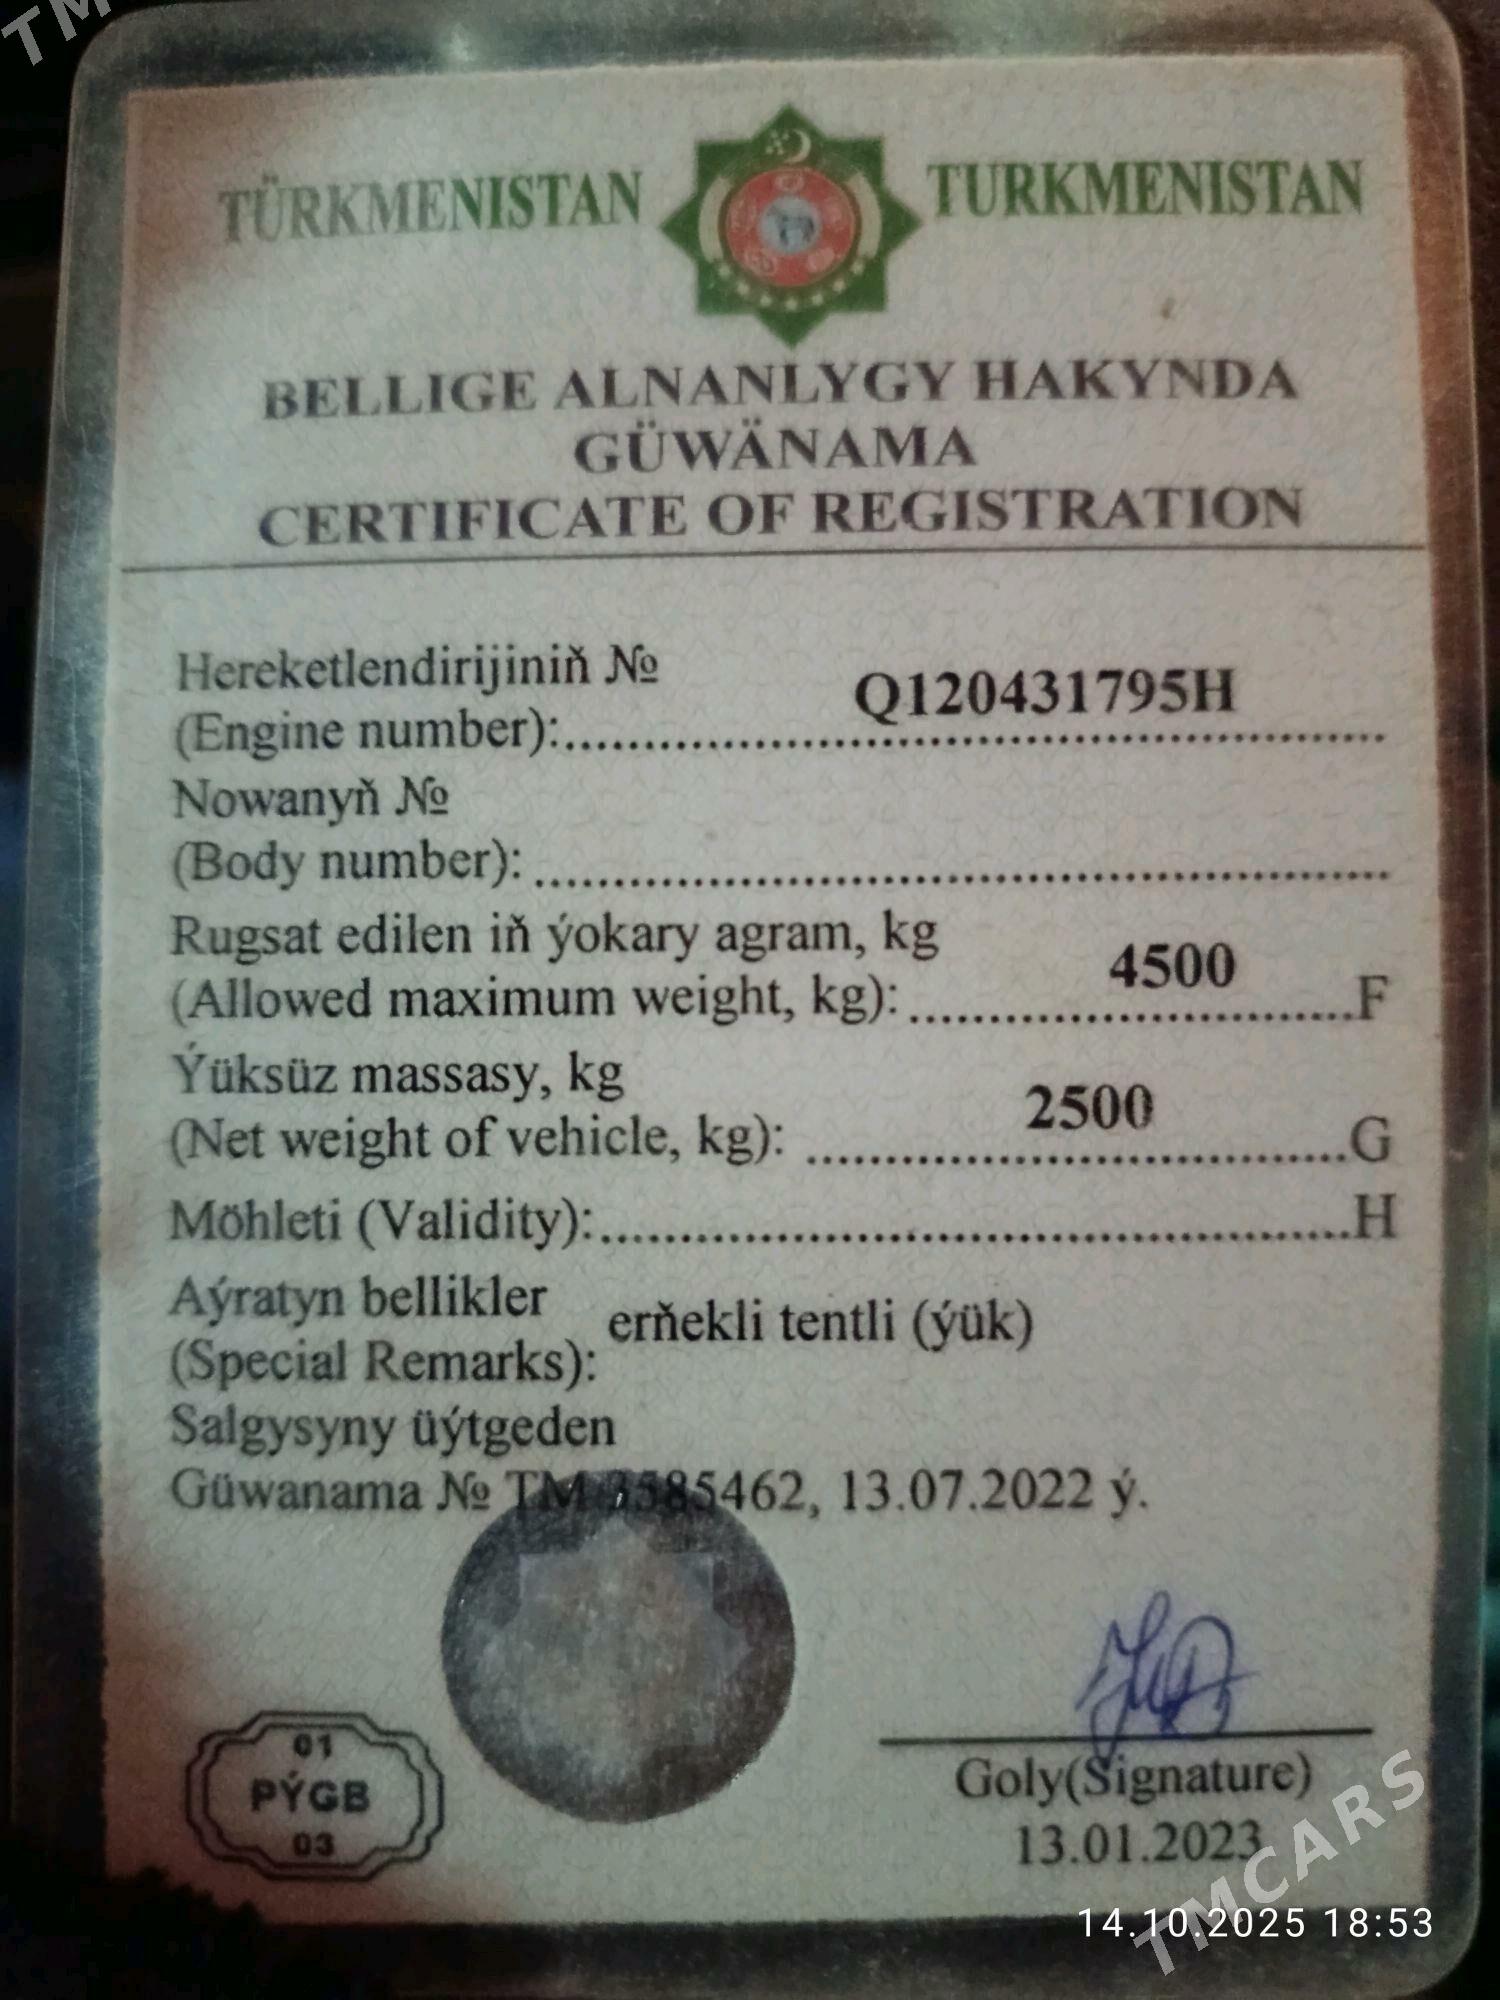 TM
TÜRKMENISTAN TURKMENISTAN
BELLIGE ALNANLYGY HAKYNDA
GÜWÄNAMA
CERTIFICATE OF REGISTRATION
Hereketlendirijiniň №
(Engine number):..... Q120431795H
Nowanyň №
(Body number): .....
Rugsat edilen iň ýokary agram, kg
(Allowed maximum weight, kg): ..... 4500 .....F
Ýüksüz massasy, kg
(Net weight of vehicle, kg): ..... 2500 .....G
Möhleti (Validity):.....H
Aýratyn bellikler
(Special Remarks): erňekli tentli (ýük)
Salgysyny üýtgeden
Güwanama № TM 3585462, 13.07.2022 ý.
01
PÝGB
03
Goly(Signature)
13.01.2023
TMCARS
14.10.2025 18:53